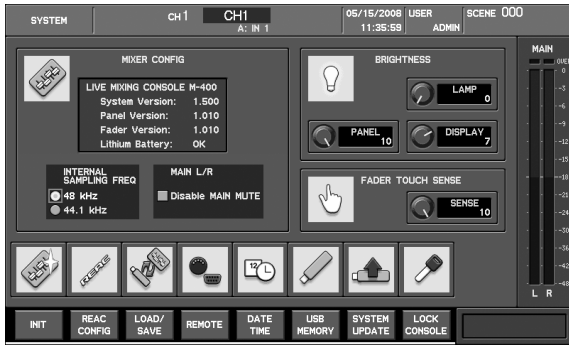 SYSTEM
CH 1 CH1
A: IN 1
05/15/2008
11:35:59
USER
ADMIN
SCENE 000
MIXER CONFIG
LIVE MIXING CONSOLE M-400
System Version: 1.500
Panel Version: 1.010
Fader Version: 1.010
Lithium Battery: OK
INTERNAL
SAMPLING FREQ
48 kHz
44.1 kHz
MAIN L/R
Disable MAIN MUTE
BRIGHTNESS
LAMP
0
PANEL
10
DISPLAY
7
FADER TOUCH SENSE
SENSE
10
MAIN
OVER
0
-3
-6
-9
-12
-15
-18
-21
-24
-30
-36
-42
-48
L R
REAC
12
INIT
REAC
CONFIG
LOAD/
SAVE
REMOTE
DATE
TIME
USB
MEMORY
SYSTEM
UPDATE
LOCK
CONSOLE